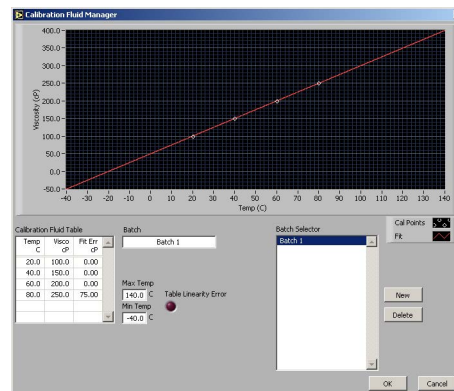 Calibration Fluid Manager
400.0
350.0
300.0
250.0
200.0
150.0
100.0
50.0
0.0
-50.0
Viscosity (cP)
-40 -30 -20 -10 0 10 20 30 40 50 60 70 80 90 100 110 120 130 140
Temp (C)
Cal Points
Fit
Calibration Fluid Table
Temp C Visco cP Fit Err cP
20.0 100.0 0.00
40.0 150.0 0.00
60.0 200.0 0.00
80.0 250.0 75.00
Batch
Batch 1
Max Temp
140.0 C
Table Linearity Error
Min Temp
-40.0 C
Batch Selector
Batch 1
New
Delete
OK Cancel